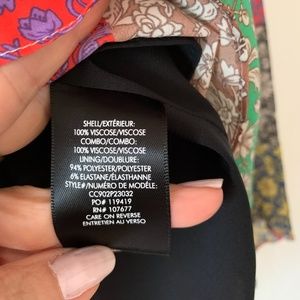 SHELL/EXTÉRIEUR:
100% VISCOSE/VISCOSE
COMBO/COMBO:
100% VISCOSE/VISCOSE
LINING/DOUBLURE:
94% POLYESTER/POLYESTER
6% ELASTANE/ÉLASTHANNE
STYLE#/NUMÉRO DE MODÈLE:
CC902P23032
PO# 119419
RN# 107677
CARE ON REVERSE
ENTRETIEN AU VERSO